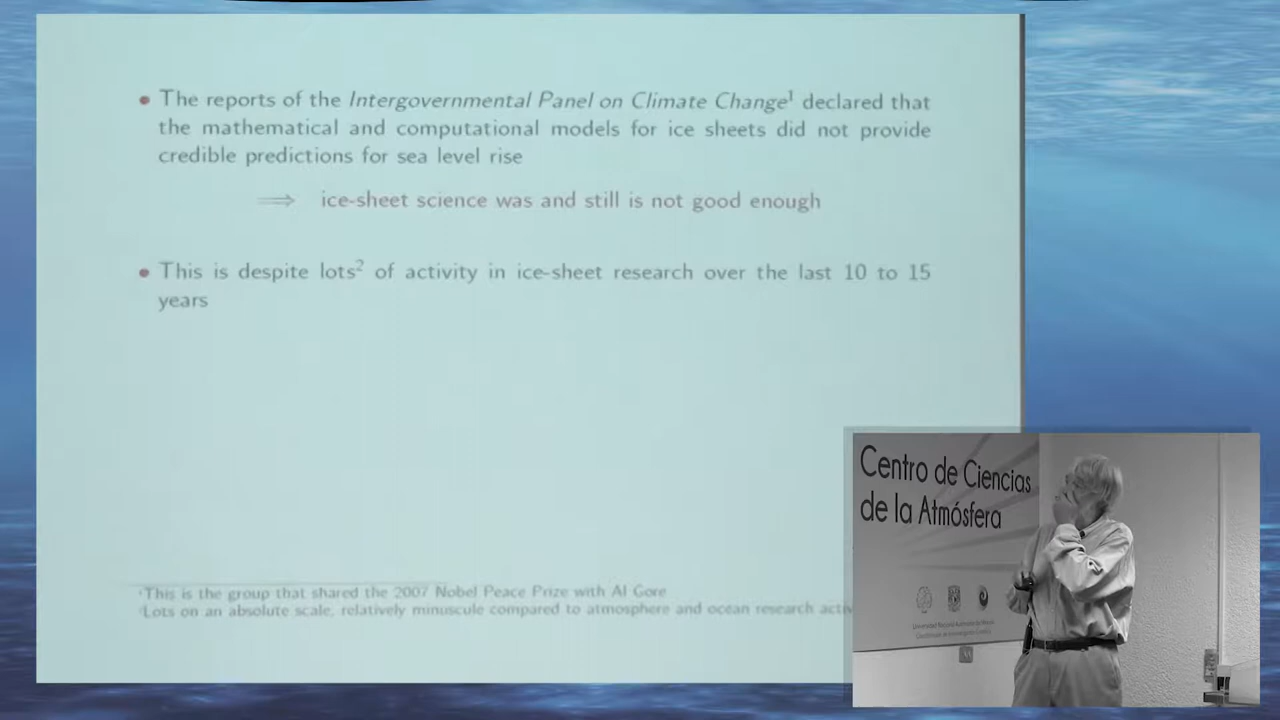 • The reports of the Intergovernmental Panel on Climate Change¹ declared that
the mathematical and computational models for ice sheets did not provide
credible predictions for sea level rise
⟹ ice-sheet science was and still is not good enough
• This is despite lots² of activity in ice-sheet research over the last 10 to 15
years
¹This is the group that shared the 2007 Nobel Peace Prize with Al Gore
²Lots on an absolute scale, relatively minuscule compared to atmosphere and ocean research
Centro de Ciencias
de la Atmósfera